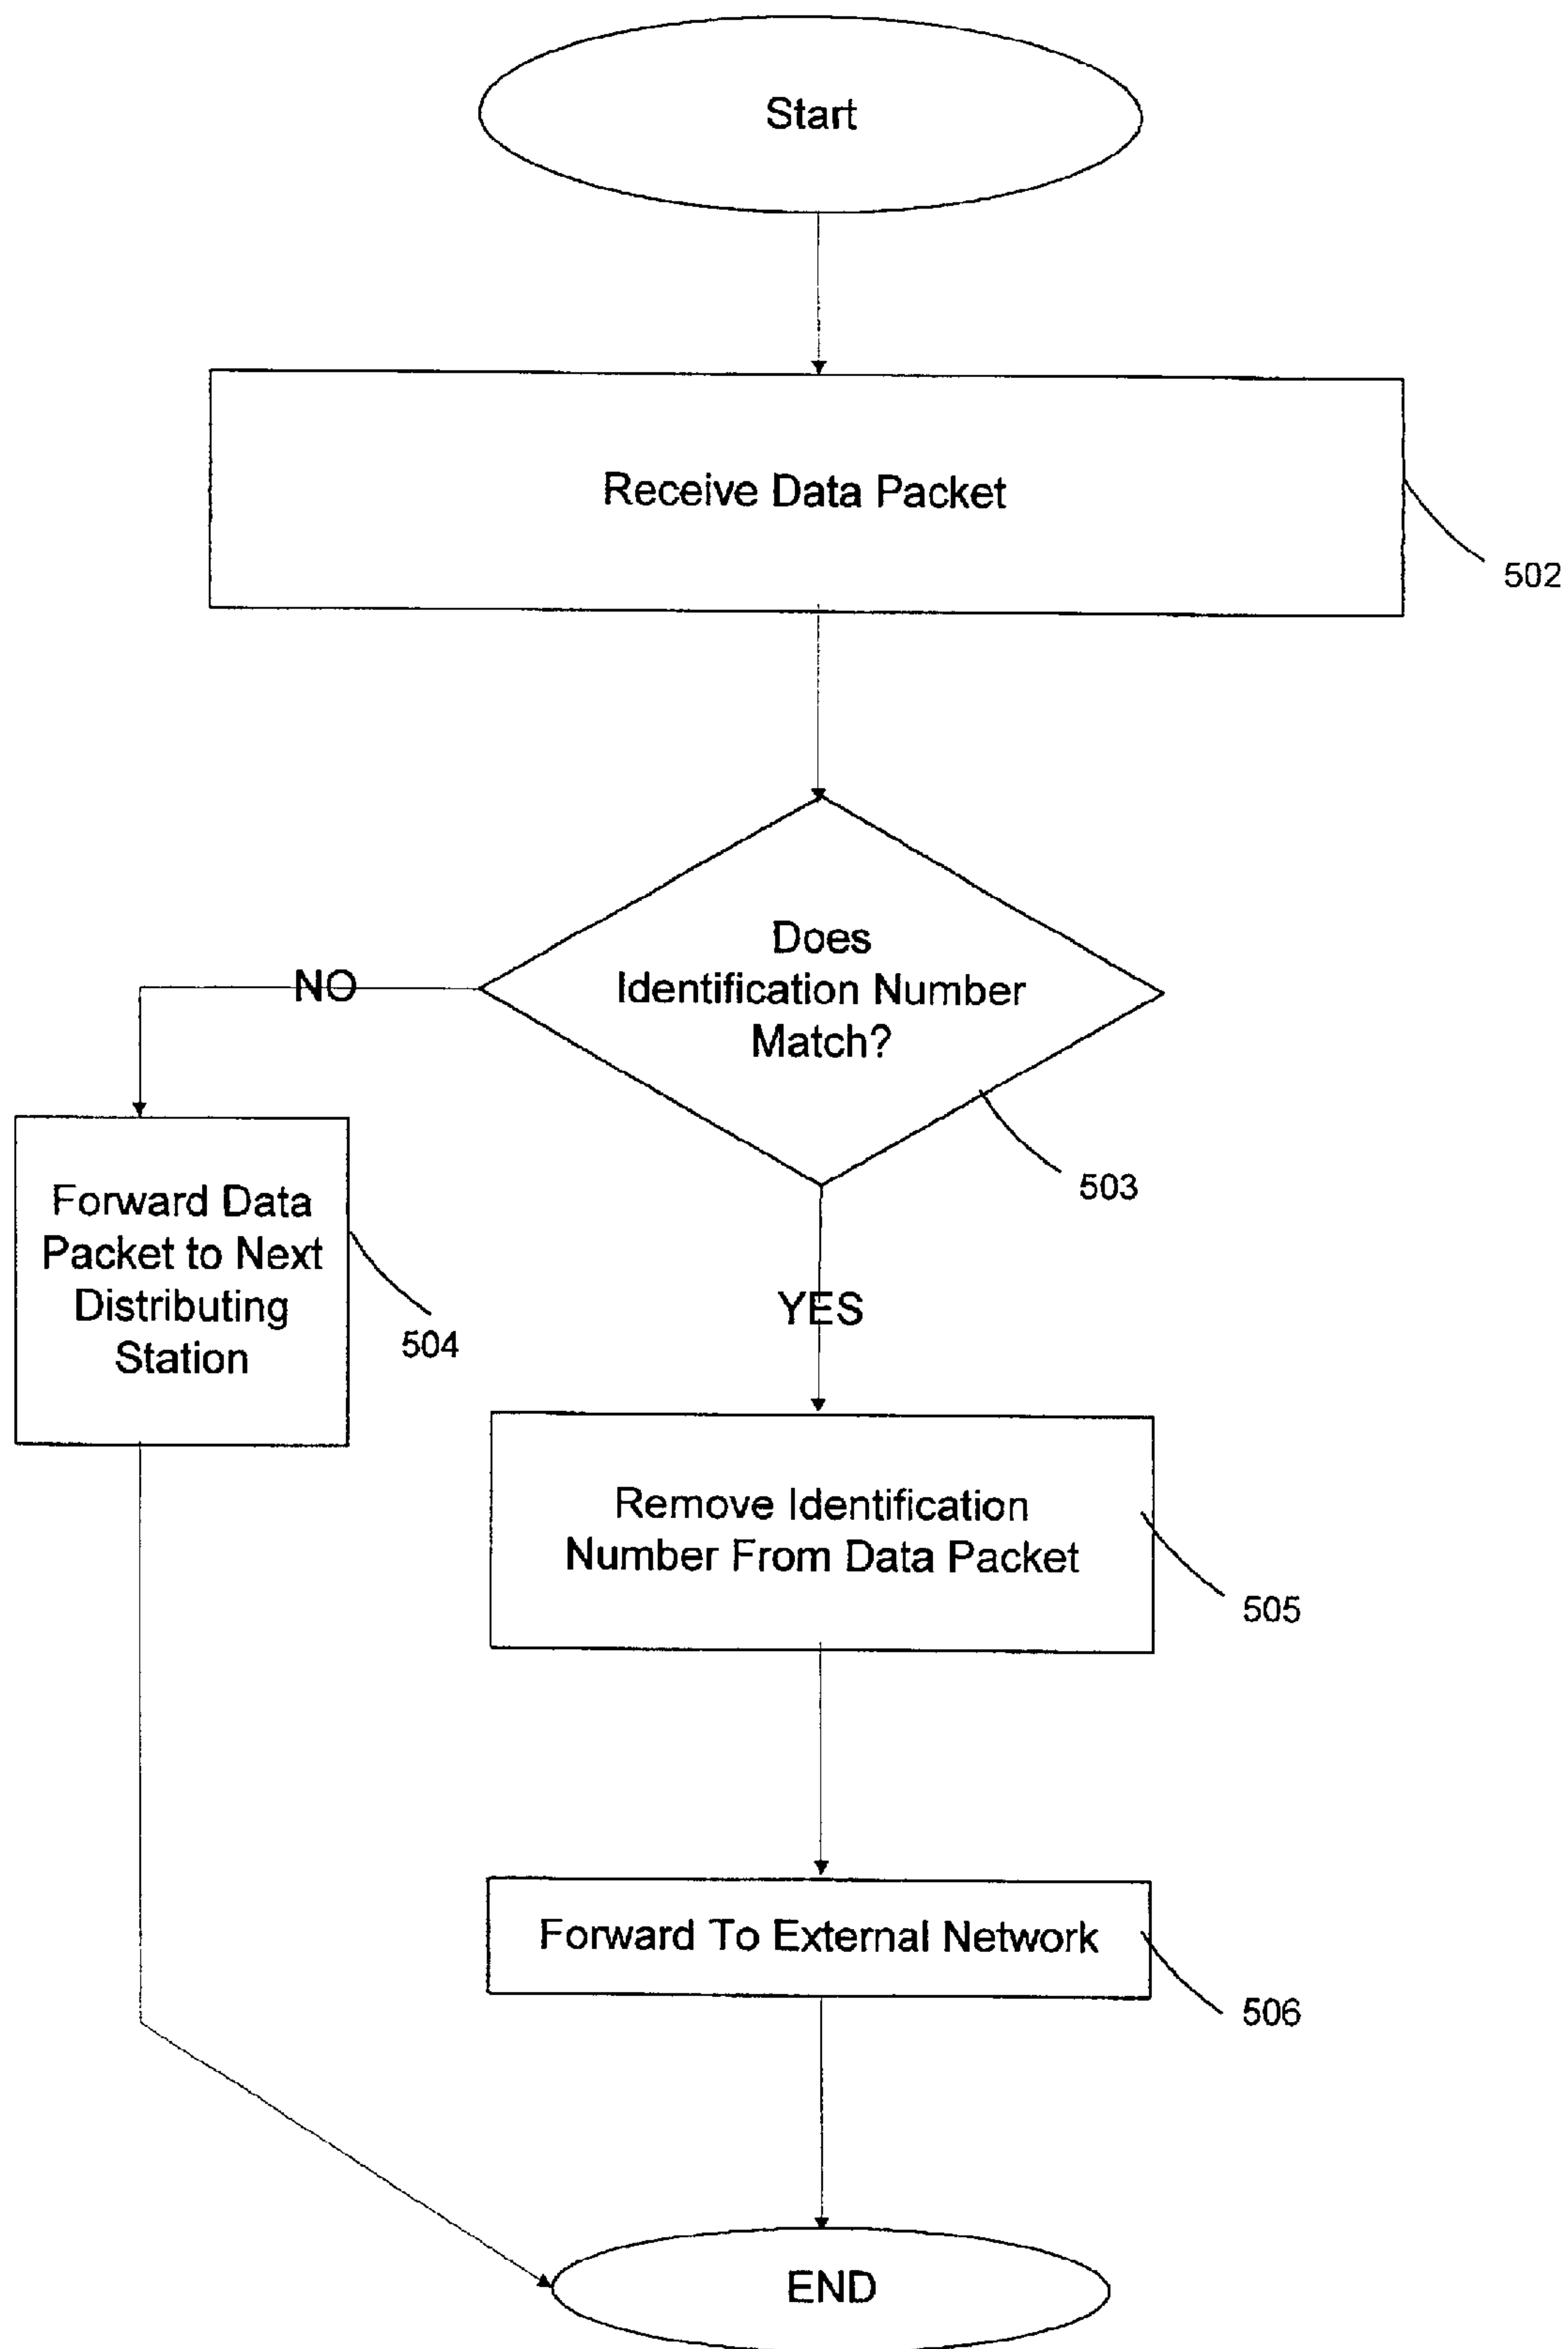 Start
Receive Data Packet
502
Does
Identification Number
Match?
503
NO
Forward Data
Packet to Next
Distributing
Station
504
YES
Remove Identification
Number From Data Packet
505
Forward To External Network
506
END